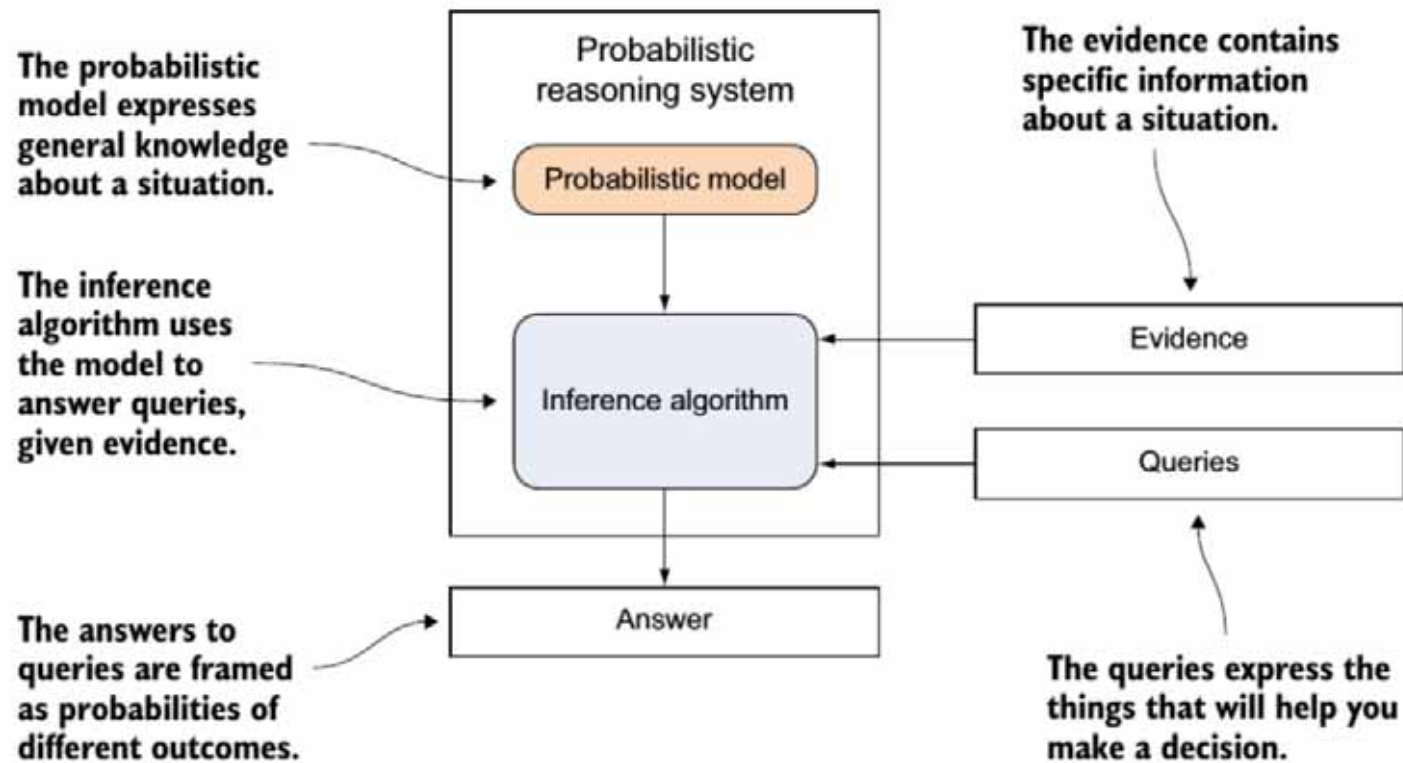 The probabilistic
model expresses
general knowledge
about a situation.
Probabilistic
reasoning system
Probabilistic model
The evidence contains
specific information
about a situation.
The inference
algorithm uses
the model to
answer queries,
given evidence.
Inference algorithm
Evidence
Queries
The answers to
queries are framed
as probabilities of
different outcomes.
Answer
The queries express the
things that will help you
make a decision.